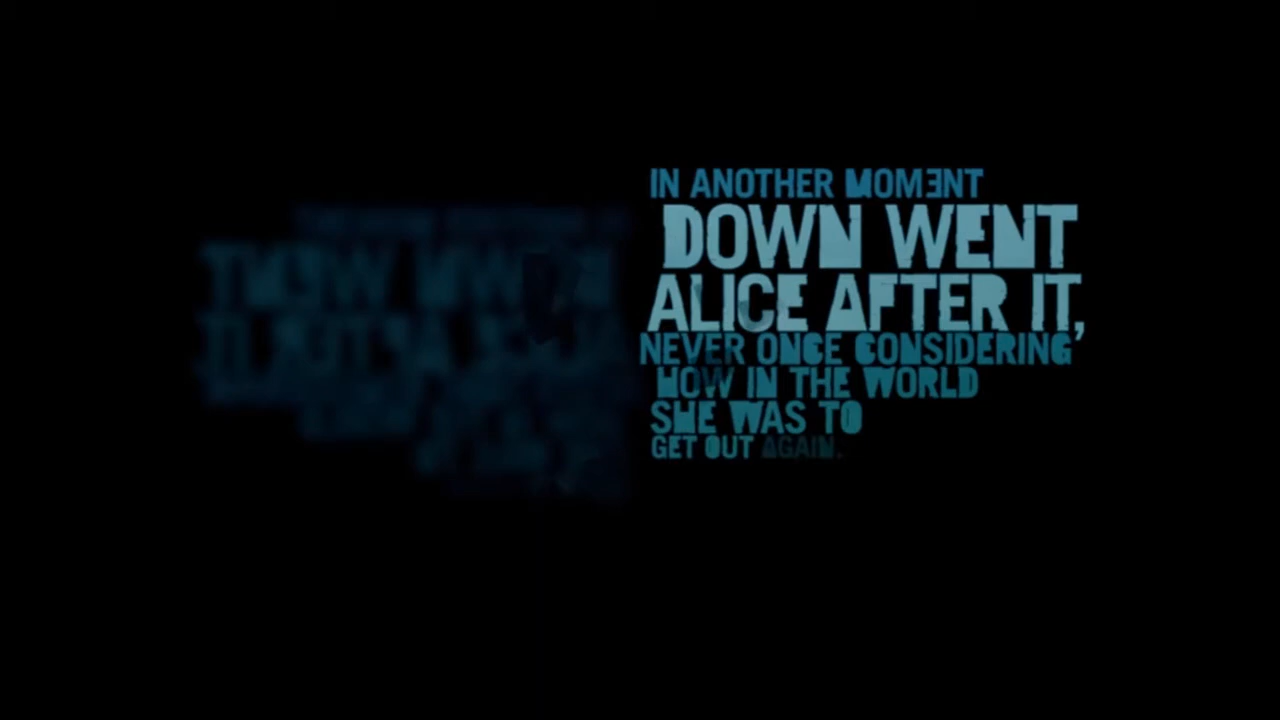 IN ANOTHER MOMENT
DOWN WENT
ALICE AFTER IT,
NEVER ONCE CONSIDERING
HOW IN THE WORLD
SHE WAS TO
GET OUT AGAIN.